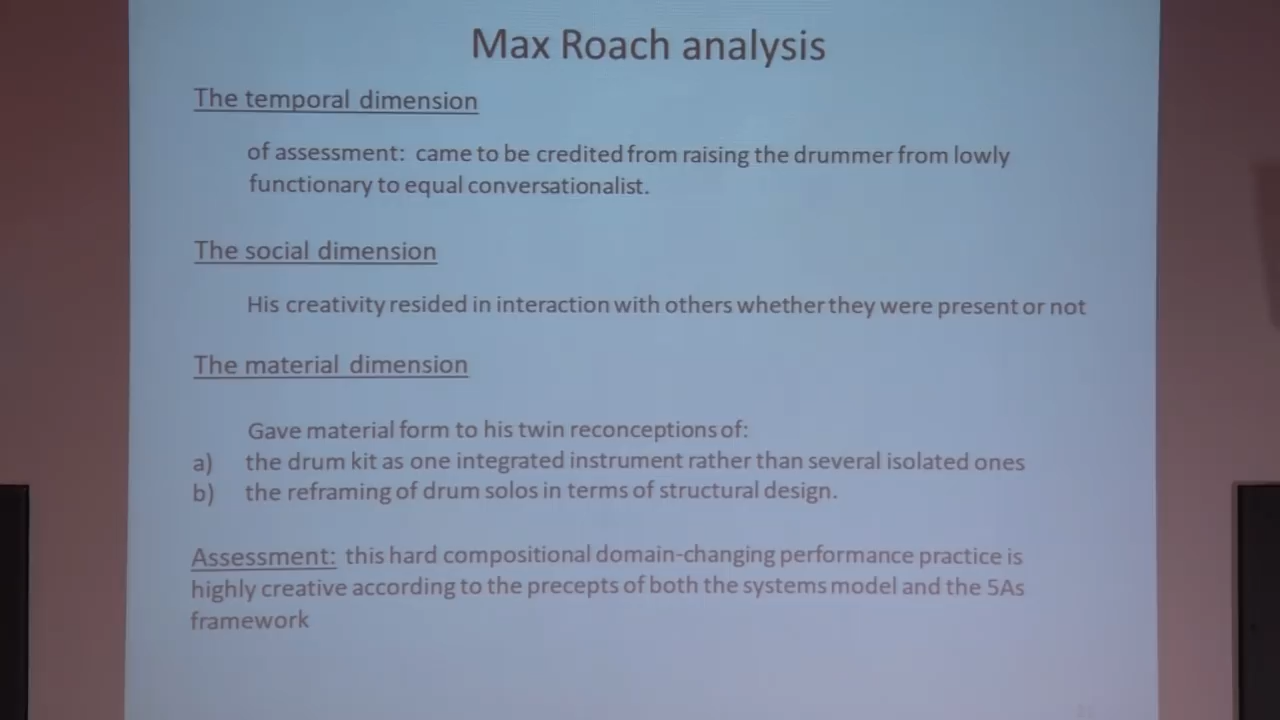 Max Roach analysis
The temporal dimension
of assessment: came to be credited from raising the drummer from lowly
functionary to equal conversationalist.
The social dimension
His creativity resided in interaction with others whether they were present or not
The material dimension
Gave material form to his twin reconceptions of:
a) the drum kit as one integrated instrument rather than several isolated ones
b) the reframing of drum solos in terms of structural design.
Assessment: this hard compositional domain-changing performance practice is
highly creative according to the precepts of both the systems model and the 5As
framework